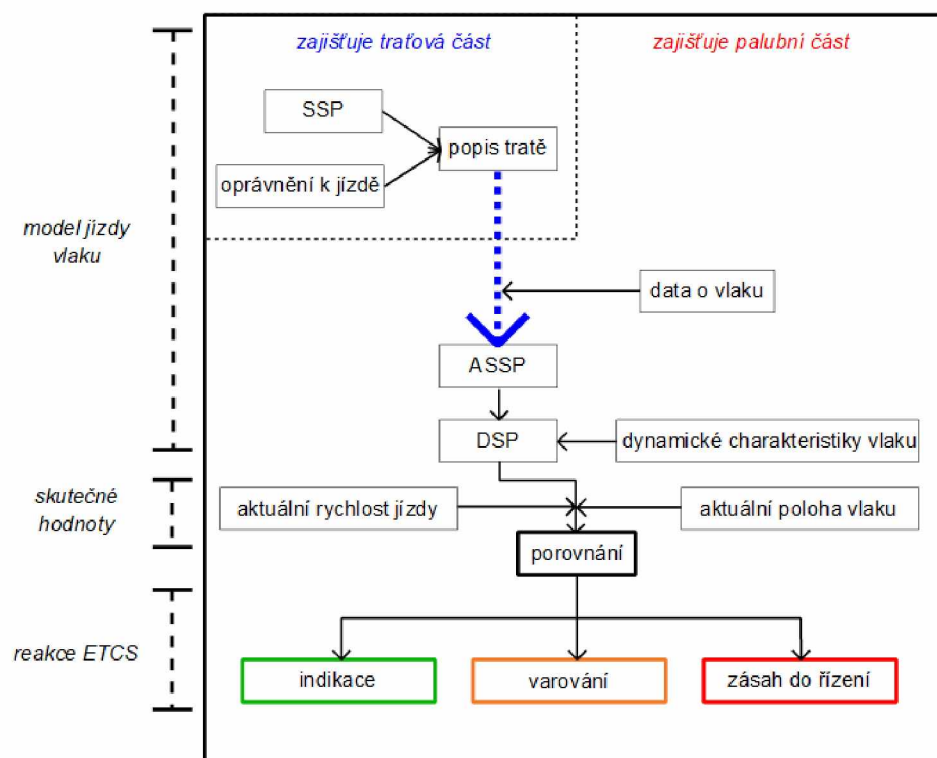 zajišťuje traťová část
zajišťuje palubní část
SSP
popis tratě
oprávnění k jízdě
model jízdy
vlaku
data o vlaku
ASSP
DSP
dynamické charakteristiky vlaku
skutečné
hodnoty
aktuální rychlost jízdy
aktuální poloha vlaku
porovnání
reakce ETCS
indikace
varování
zásah do řízení